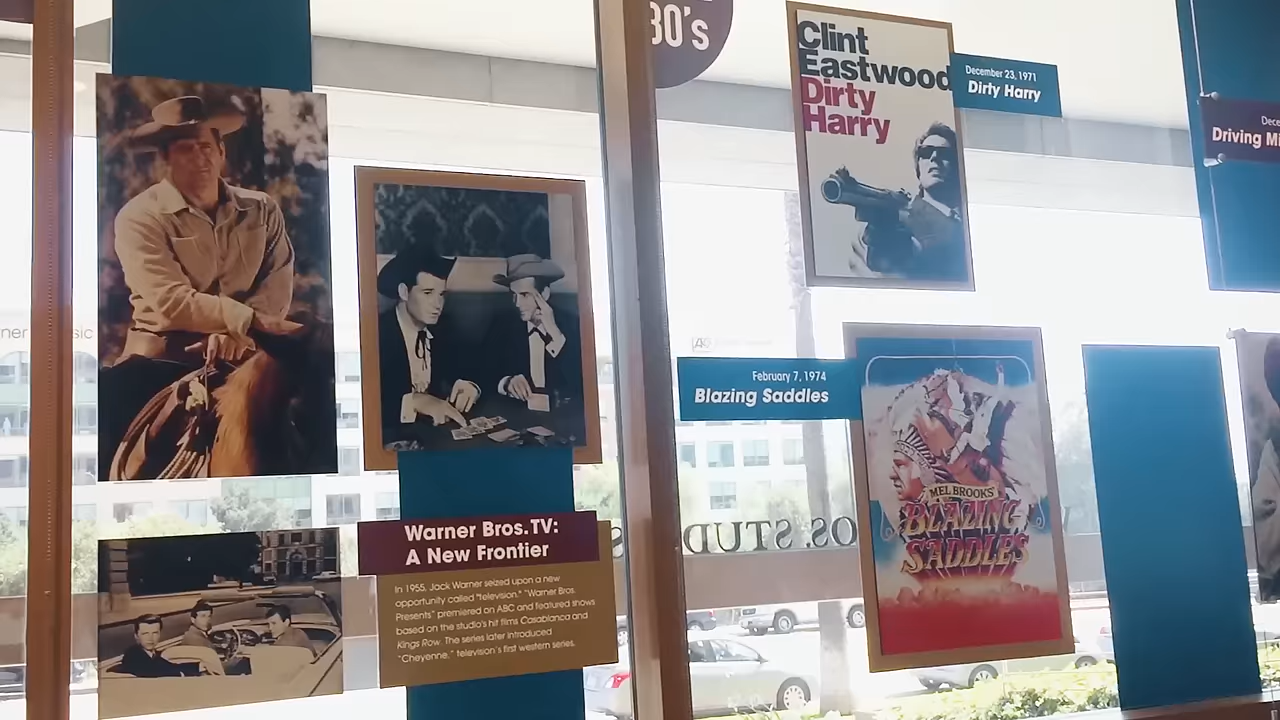 80's
Clint
Eastwood
Dirty
Harry
December 23, 1971
Dirty Harry
Driving
February 7, 1974
Blazing Saddles
MEL BROOKS'
BLAZING
SADDLES
Warner Bros. TV:
A New Frontier
In 1955, Jack Warner seized upon a new
opportunity called "television." "Warner Bros.
Presents" premiered on ABC and featured shows
based on the studio's hit films Casablanca and
Kings Row. The series later introduced
"Cheyenne," television's first western series.
OS. STUD